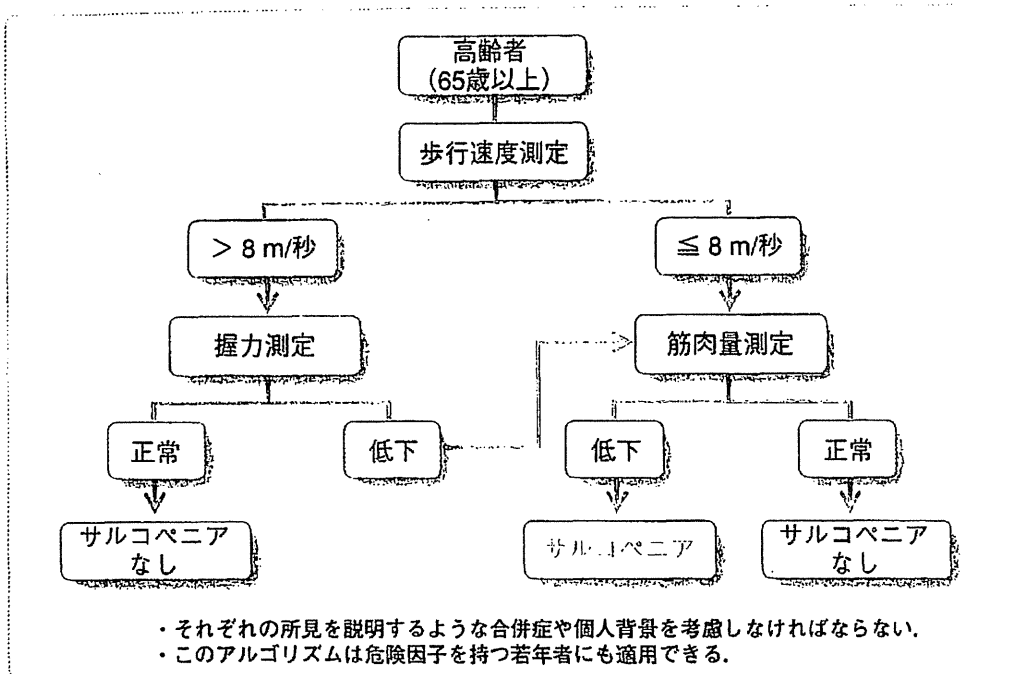 高齢者
(65歳以上)
歩行速度測定
> 8 m/秒
≦ 8 m/秒
握力測定
筋肉量測定
正常
低下
低下
正常
サルコペニア
なし
サルコペニア
サルコペニア
なし
・それぞれの所見を説明するような合併症や個人背景を考慮しなければならない.
・このアルゴリズムは危険因子を持つ若年者にも適用できる.